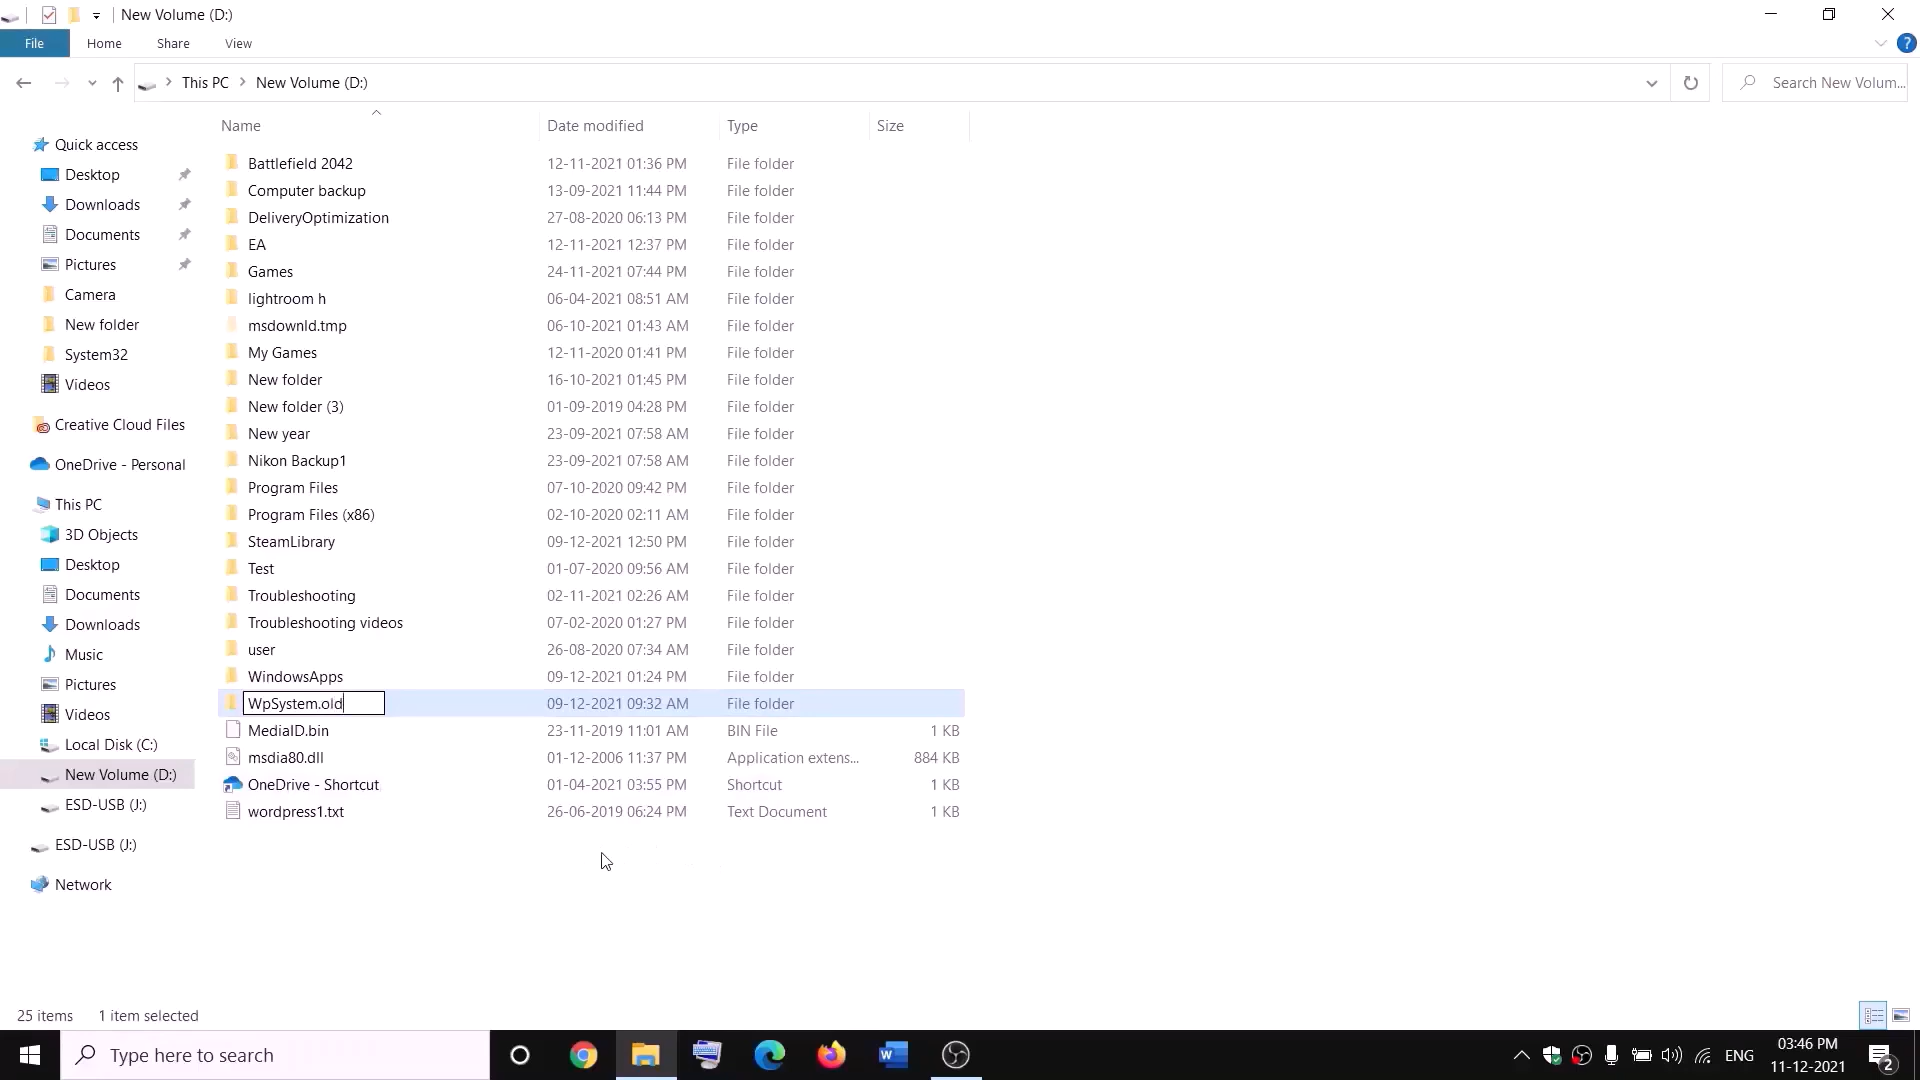 New Volume (D:)
File Home Share View
This PC New Volume (D:) Search New Volum...
Name Date modified Type Size
Quick access
Desktop
Downloads
Documents
Pictures
Camera
New folder
System32
Videos
Creative Cloud Files
OneDrive - Personal
This PC
3D Objects
Desktop
Documents
Downloads
Music
Pictures
Videos
Local Disk (C:)
New Volume (D:)
ESD-USB (J:)
ESD-USB (J:)
Network
Battlefield 2042 12-11-2021 01:36 PM File folder
Computer backup 13-09-2021 11:44 PM File folder
DeliveryOptimization 27-08-2020 06:13 PM File folder
EA 12-11-2021 12:37 PM File folder
Games 24-11-2021 07:44 PM File folder
lightroom h 06-04-2021 08:51 AM File folder
msdownld.tmp 06-10-2021 01:43 AM File folder
My Games 12-11-2020 01:41 PM File folder
New folder 16-10-2021 01:45 PM File folder
New folder (3) 01-09-2019 04:28 PM File folder
New year 23-09-2021 07:58 AM File folder
Nikon Backup1 23-09-2021 07:58 AM File folder
Program Files 07-10-2020 09:42 PM File folder
Program Files (x86) 02-10-2020 02:11 AM File folder
SteamLibrary 09-12-2021 12:50 PM File folder
Test 01-07-2020 09:56 AM File folder
Troubleshooting 02-11-2021 02:26 AM File folder
Troubleshooting videos 07-02-2020 01:27 PM File folder
user 26-08-2020 07:34 AM File folder
WindowsApps 09-12-2021 01:24 PM File folder
WpSystem.old 09-12-2021 09:32 AM File folder
MediaID.bin 23-11-2019 11:01 AM BIN File 1 KB
msdia80.dll 01-12-2006 11:37 PM Application extens... 884 KB
OneDrive - Shortcut 01-04-2021 03:55 PM Shortcut 1 KB
wordpress1.txt 26-06-2019 06:24 PM Text Document 1 KB
25 items 1 item selected
Type here to search
ENG
03:46 PM
11-12-2021
2